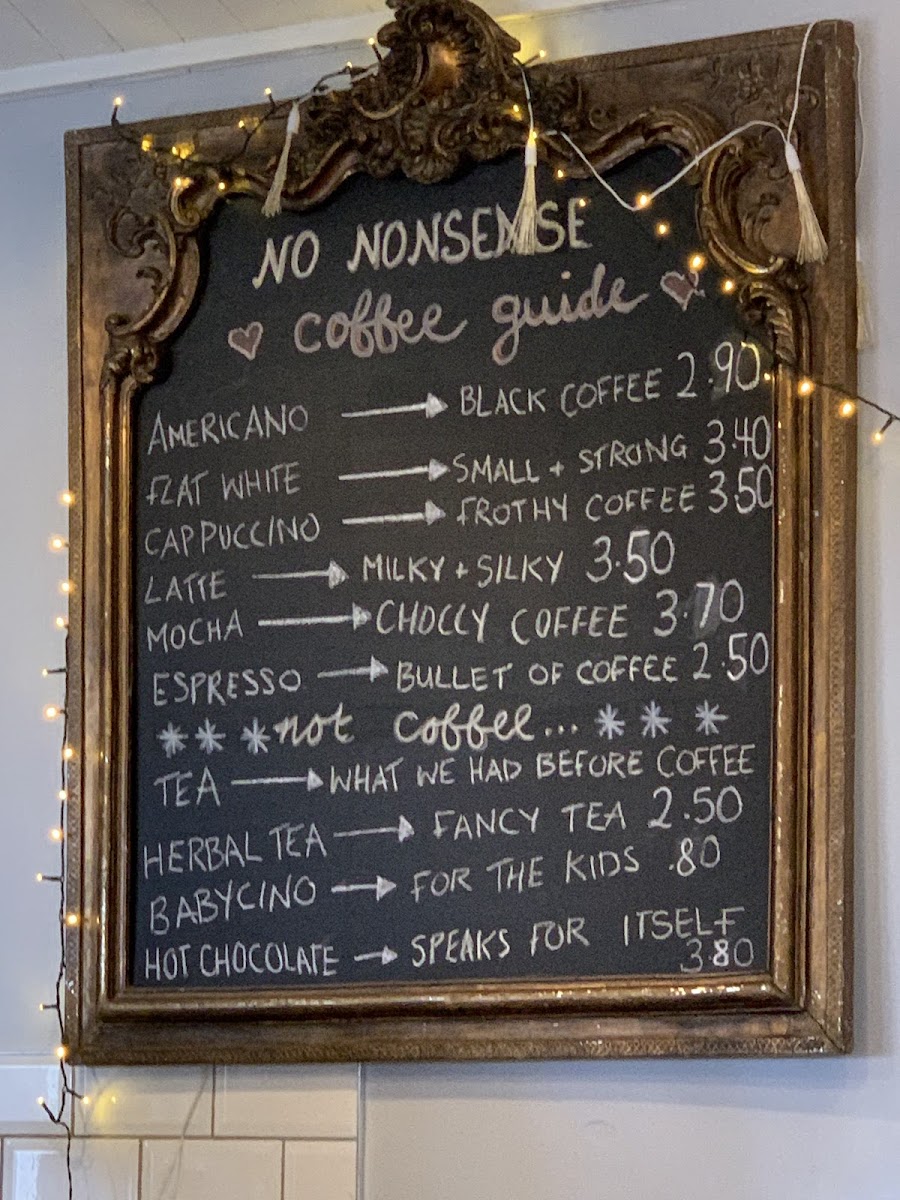 NO NONSENSE
coffee guide
AMERICANO → BLACK COFFEE 2.90
FLAT WHITE → SMALL + STRONG 3.40
CAPPUCCINO → FROTHY COFFEE 3.50
LATTE → MILKY + SILKY 3.50
MOCHA → CHOCCY COFFEE 3.70
ESPRESSO → BULLET OF COFFEE 2.50
* * * not coffee... * * *
TEA → WHAT WE HAD BEFORE COFFEE
HERBAL TEA → FANCY TEA 2.50
BABYCINO → FOR THE KIDS .80
HOT CHOCOLATE → SPEAKS FOR ITSELF
3.80